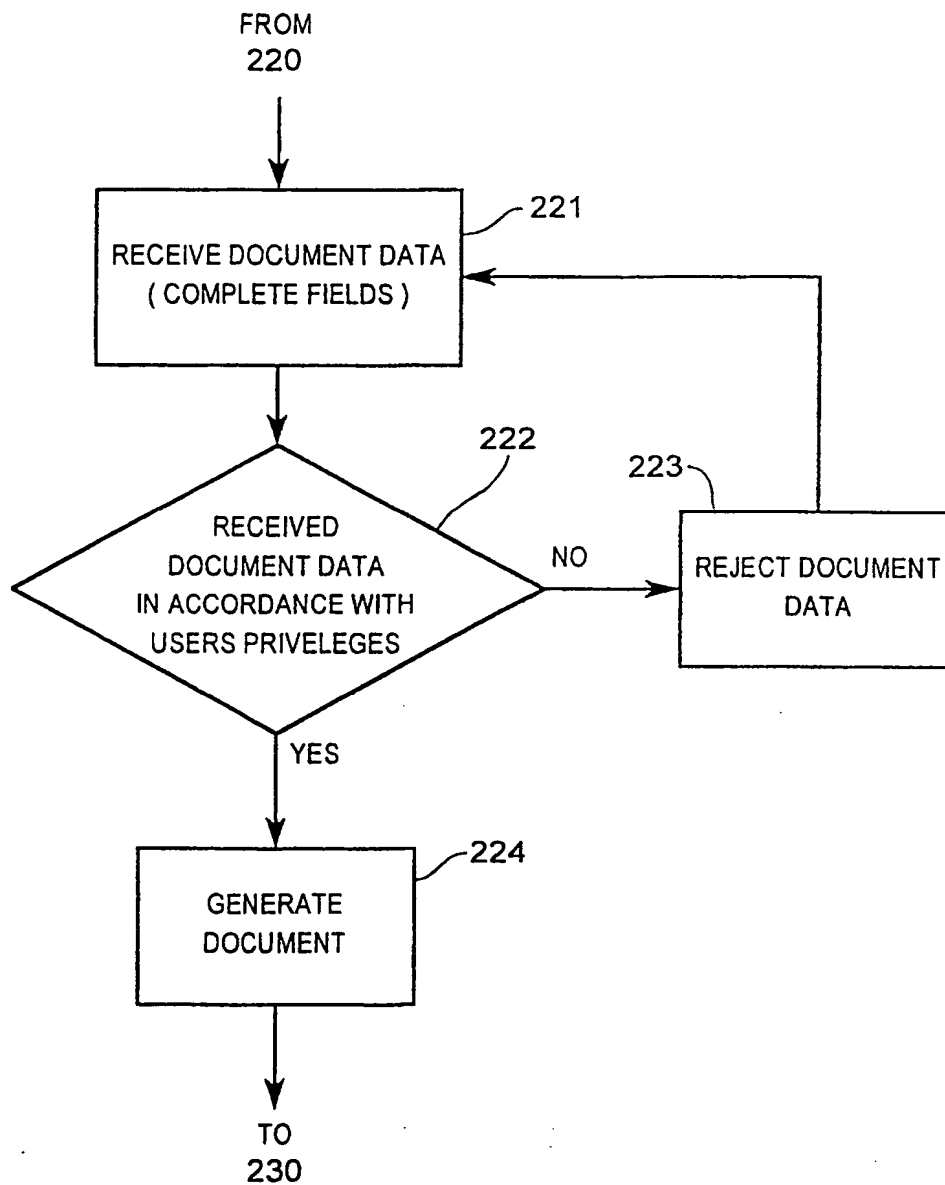 FROM
220
221
RECEIVE DOCUMENT DATA
( COMPLETE FIELDS )
222
RECEIVED
DOCUMENT DATA
IN ACCORDANCE WITH
USERS PRIVELEGES
NO
223
REJECT DOCUMENT
DATA
YES
224
GENERATE
DOCUMENT
TO
230